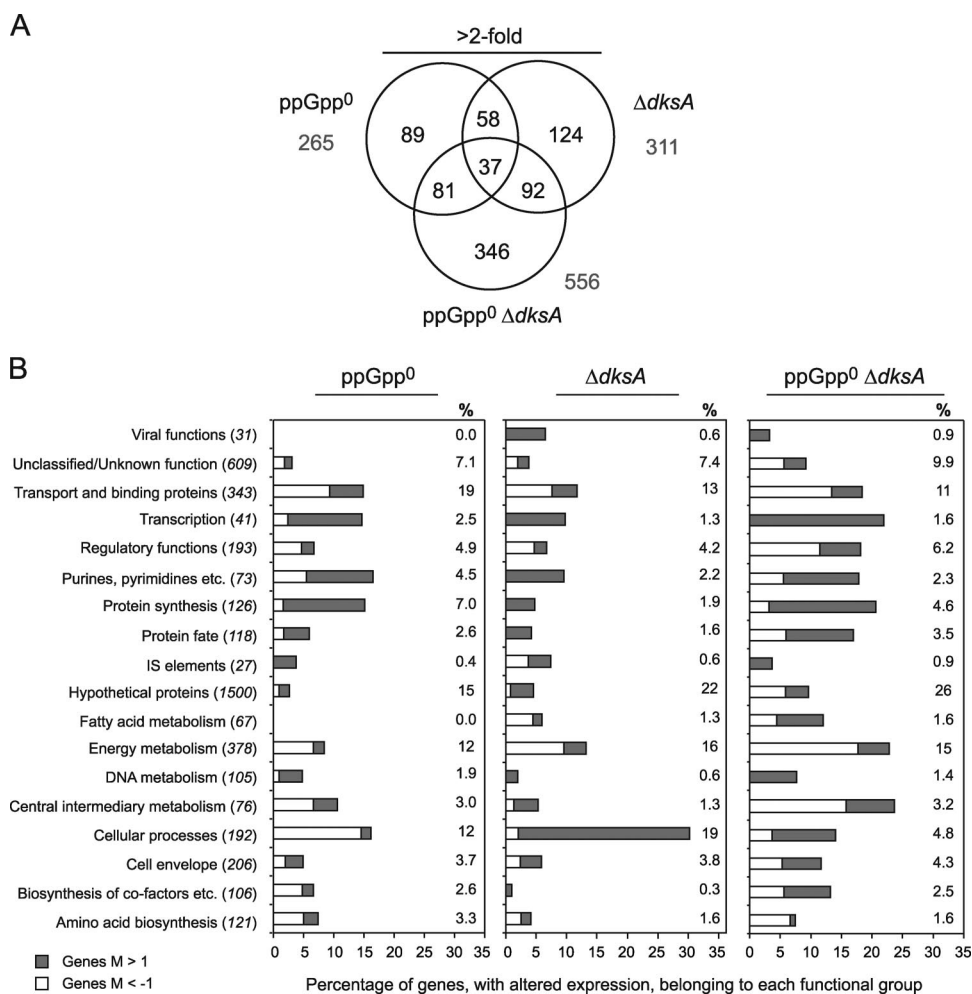 A
>2-fold
ppGpp⁰
ΔdksA
265
89
58
124
311
37
81
92
346
556
ppGpp⁰ ΔdksA
B
ppGpp⁰
ΔdksA
ppGpp⁰ ΔdksA
% % %
Viral functions (31) 0.0 0.6 0.9
Unclassified/Unknown function (609) 7.1 7.4 9.9
Transport and binding proteins (343) 19 13 11
Transcription (41) 2.5 1.3 1.6
Regulatory functions (193) 4.9 4.2 6.2
Purines, pyrimidines etc. (73) 4.5 2.2 2.3
Protein synthesis (126) 7.0 1.9 4.6
Protein fate (118) 2.6 1.6 3.5
IS elements (27) 0.4 0.6 0.9
Hypothetical proteins (1500) 15 22 26
Fatty acid metabolism (67) 0.0 1.3 1.6
Energy metabolism (378) 12 16 15
DNA metabolism (105) 1.9 0.6 1.4
Central intermediary metabolism (76) 3.0 1.3 3.2
Cellular processes (192) 12 19 4.8
Cell envelope (206) 3.7 3.8 4.3
Biosynthesis of co-factors etc. (106) 2.6 0.3 2.5
Amino acid biosynthesis (121) 3.3 1.6 1.6
0 5 10 15 20 25 30 35 0 5 10 15 20 25 30 35 0 5 10 15 20 25 30 35
Genes M > 1
Genes M < -1
Percentage of genes, with altered expression, belonging to each functional group